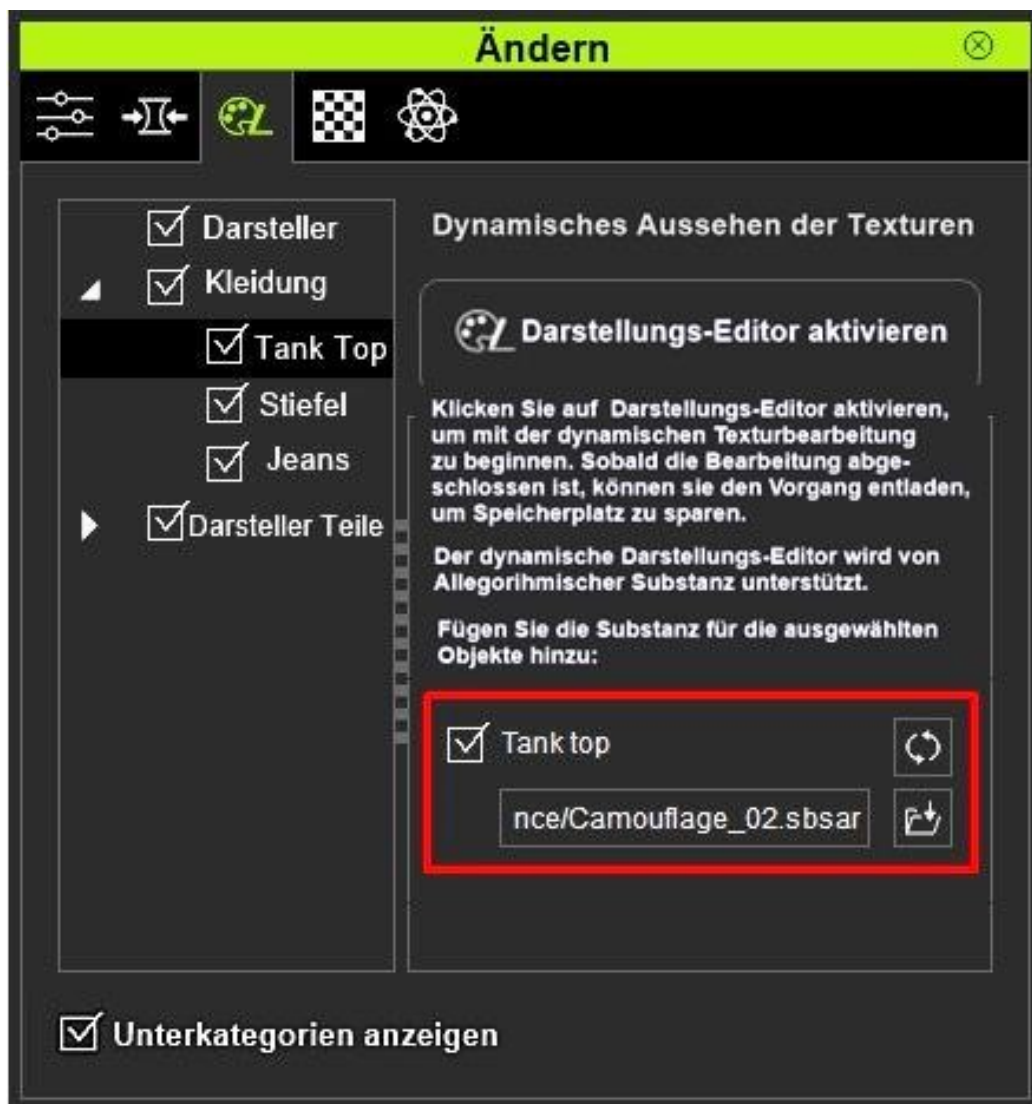 Ändern
Darsteller
Kleidung
Tank Top
Stiefel
Jeans
Darsteller Teile
Dynamisches Aussehen der Texturen
Darstellungs-Editor aktivieren
Klicken Sie auf Darstellungs-Editor aktivieren,
um mit der dynamischen Texturbearbeitung
zu beginnen. Sobald die Bearbeitung abge-
schlossen ist, können sie den Vorgang entladen,
um Speicherplatz zu sparen.
Der dynamische Darstellungs-Editor wird von
Allegorihmischer Substanz unterstützt.
Fügen Sie die Substanz für die ausgewählten
Objekte hinzu:
Tank top
nce/Camouflage_02.sbsar
Unterkategorien anzeigen